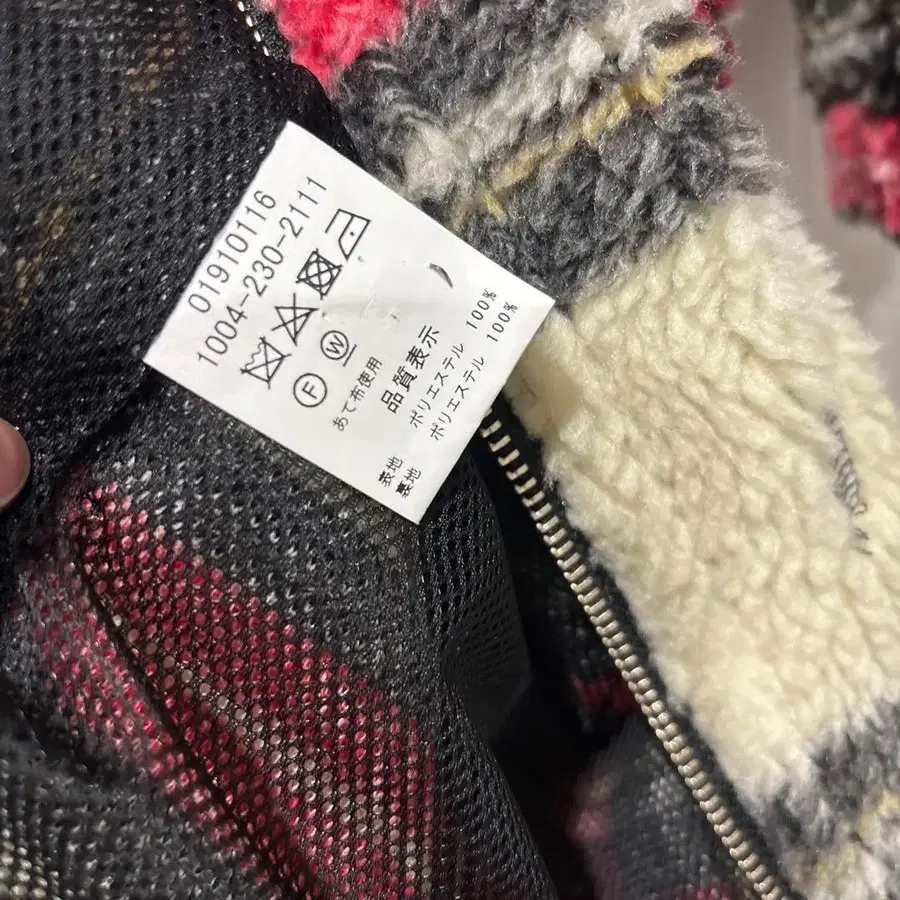 01910116
1004-230-2111
F W
あて布使用
品質表示
表地 ポリエステル 100%
裏地 ポリエステル 100%